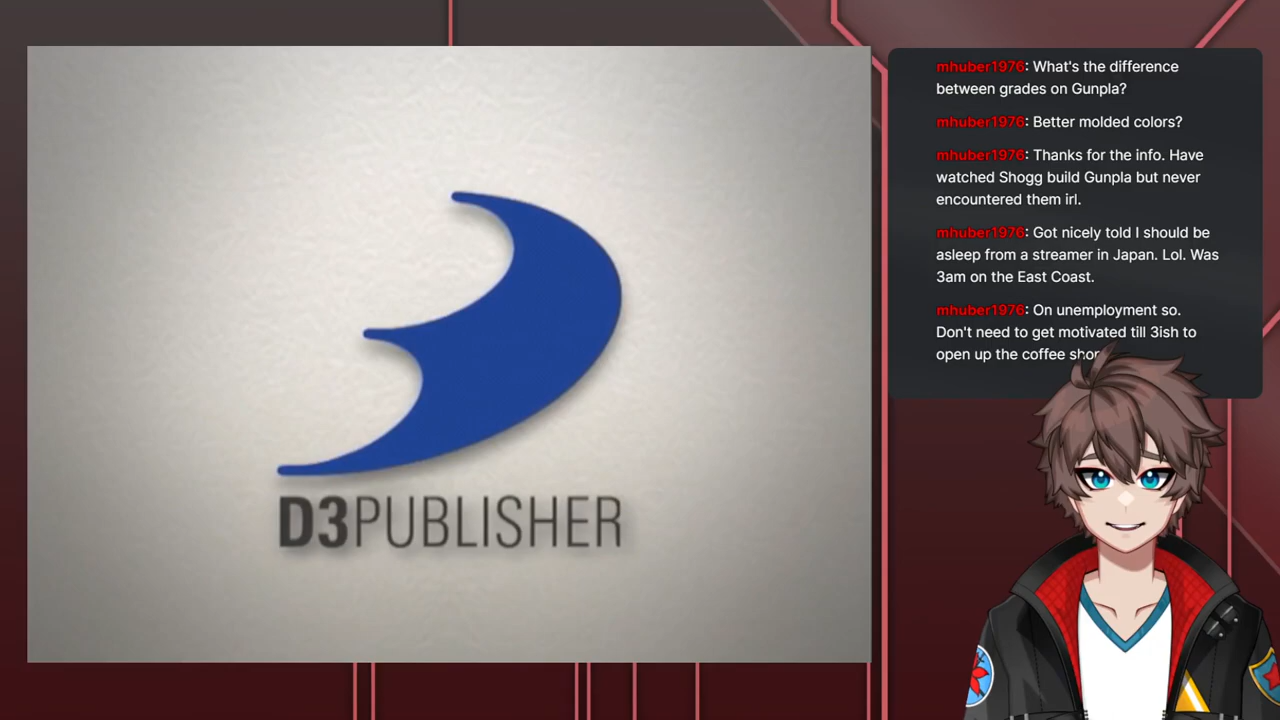 D3PUBLISHER
mhuber1976: What's the difference
between grades on Gunpla?
mhuber1976: Better molded colors?
mhuber1976: Thanks for the info. Have
watched Shogg build Gunpla but never
encountered them irl.
mhuber1976: Got nicely told I should be
asleep from a streamer in Japan. Lol. Was
3am on the East Coast.
mhuber1976: On unemployment so.
Don't need to get motivated till 3ish to
open up the coffee